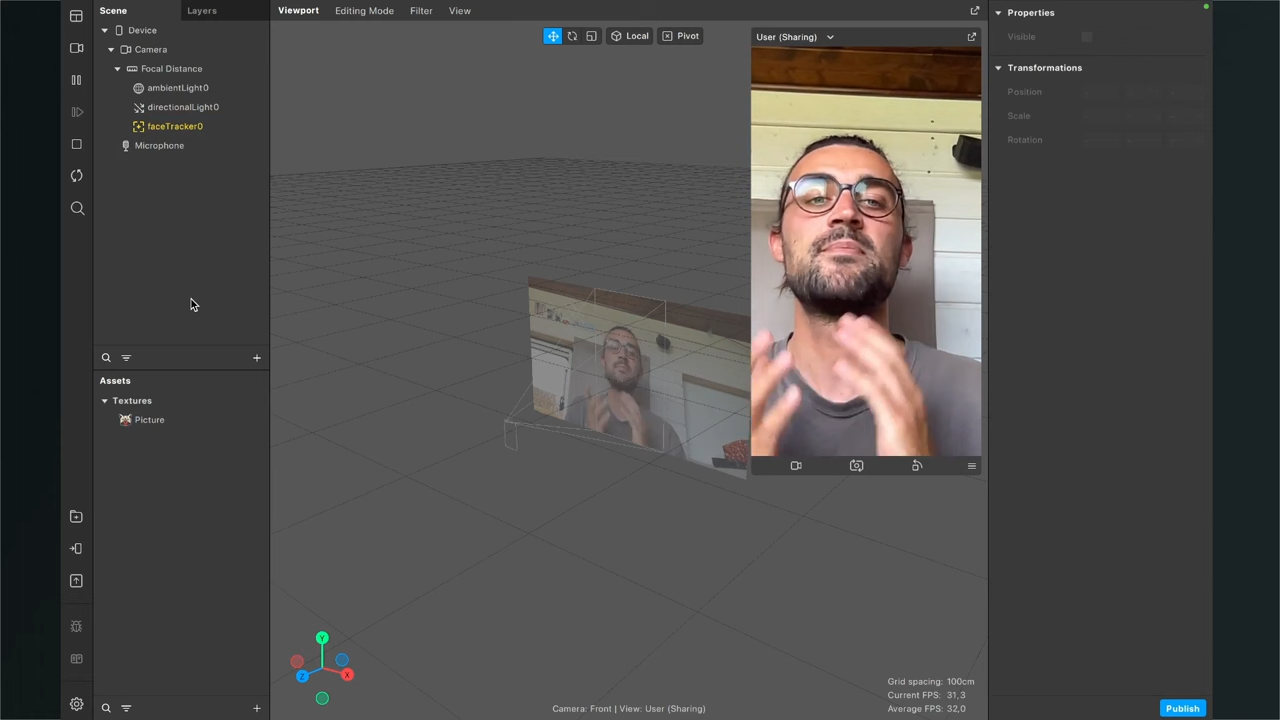 Scene
Layers
Device
Camera
Focal Distance
ambientLight0
directionalLight0
faceTracker0
Microphone
Assets
Textures
Picture
Viewport
Editing Mode
Filter
View
Local
Pivot
User (Sharing)
Y
Z
X
Camera: Front | View: User (Sharing)
Grid spacing: 100cm
Current FPS: 31,3
Average FPS: 32,0
Properties
Visible
Transformations
Position
Scale
Rotation
Publish